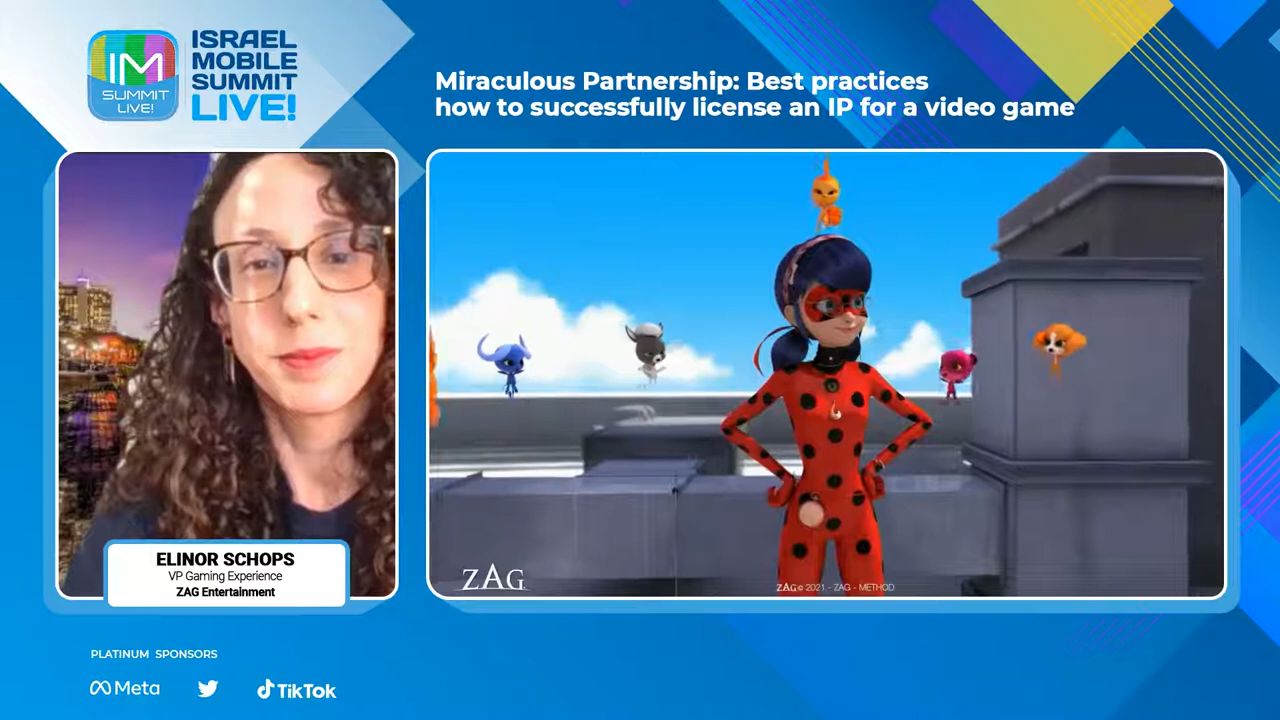 IM
SUMMIT
LIVE!
ISRAEL
MOBILE
SUMMIT
LIVE!
Miraculous Partnership: Best practices
how to successfully license an IP for a video game
ELINOR SCHOPS
VP Gaming Experience
ZAG Entertainment
ZAG
ZAG © 2021 - ZAG - METHOD
PLATINUM SPONSORS
Meta
TikTok